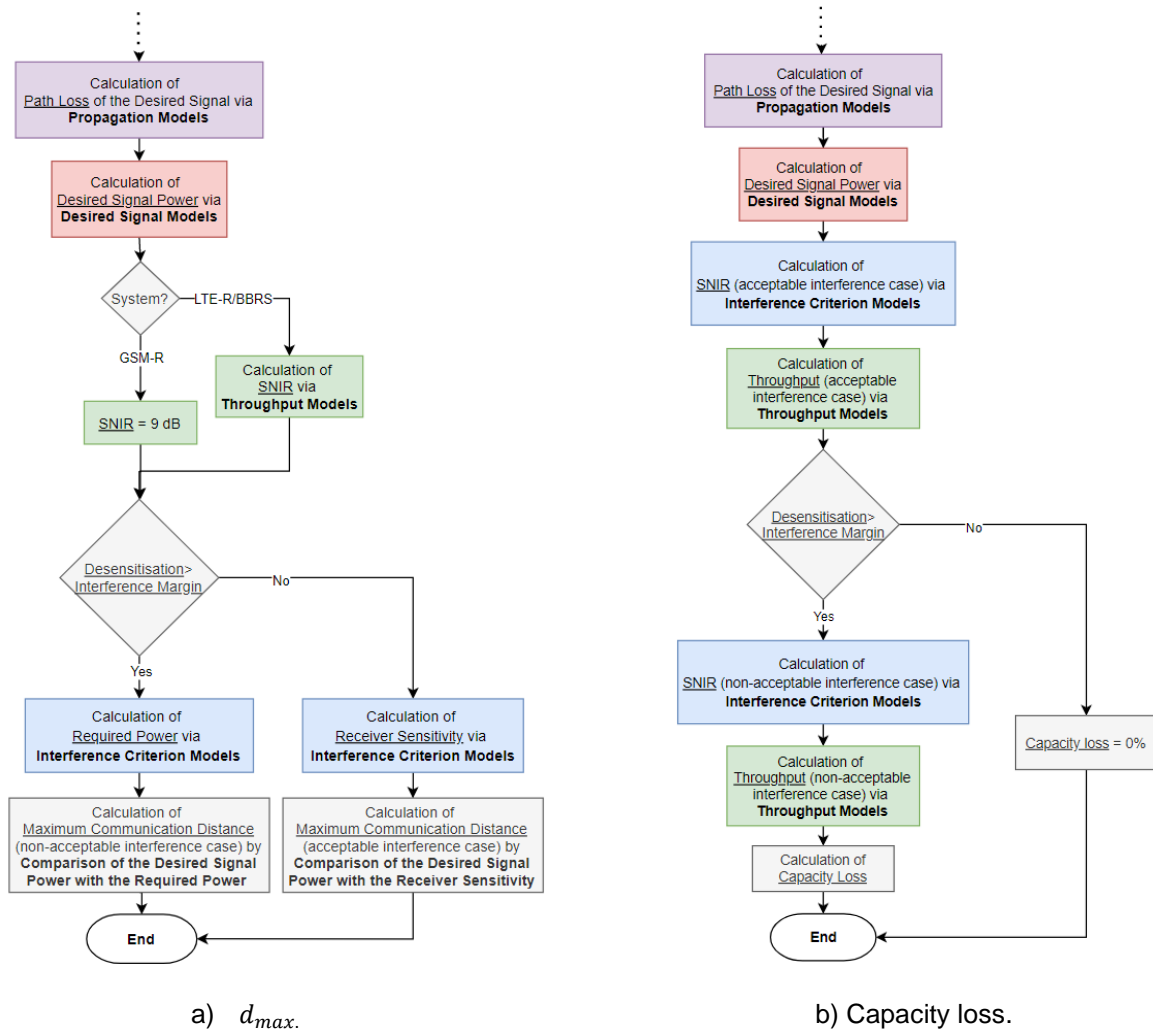 Calculation of
Path Loss of the Desired Signal via
Propagation Models
Calculation of
Desired Signal Power via
Desired Signal Models
System?
LTE-R/BBRS
GSM-R
Calculation of
SNIR via
Throughput Models
SNIR = 9 dB
Desensitisation>
Interference Margin
No
Yes
Calculation of
Required Power via
Interference Criterion Models
Calculation of
Receiver Sensitivity via
Interference Criterion Models
Calculation of
Maximum Communication Distance
(non-acceptable interference case) by
Comparison of the Desired Signal
Power with the Required Power
Calculation of
Maximum Communication Distance
(acceptable interference case) by
Comparison of the Desired Signal
Power with the Receiver Sensitivity
End
a) dmax.
Calculation of
Path Loss of the Desired Signal via
Propagation Models
Calculation of
Desired Signal Power via
Desired Signal Models
Calculation of
SNIR (acceptable interference case) via
Interference Criterion Models
Calculation of
Throughput (acceptable
interference case) via
Throughput Models
Desensitisation>
Interference Margin
No
Yes
Calculation of
SNIR (non-acceptable interference case) via
Interference Criterion Models
Capacity loss = 0%
Calculation of
Throughput (non-acceptable
interference case) via
Throughput Models
Calculation of
Capacity Loss
End
b) Capacity loss.